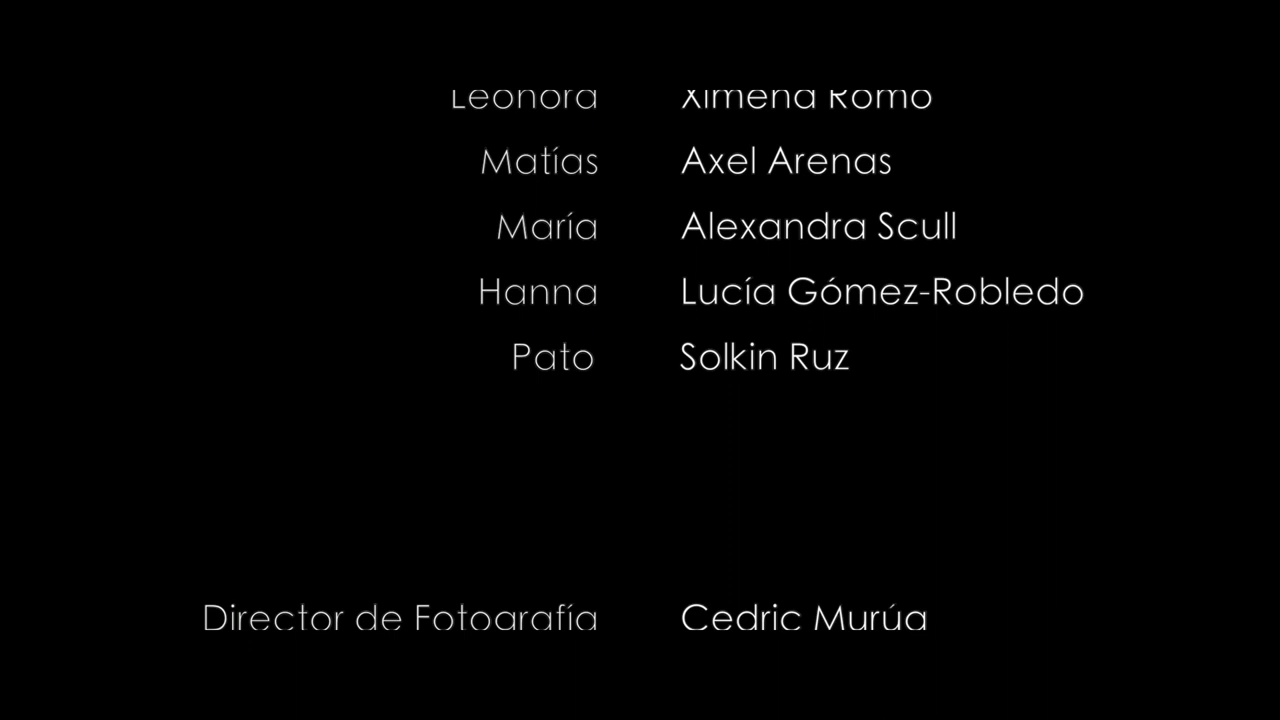 Leonora Ximena Romo
Matías Axel Arenas
María Alexandra Scull
Hanna Lucía Gómez-Robledo
Pato Solkin Ruz
Director de Fotografía Cedric Murúa